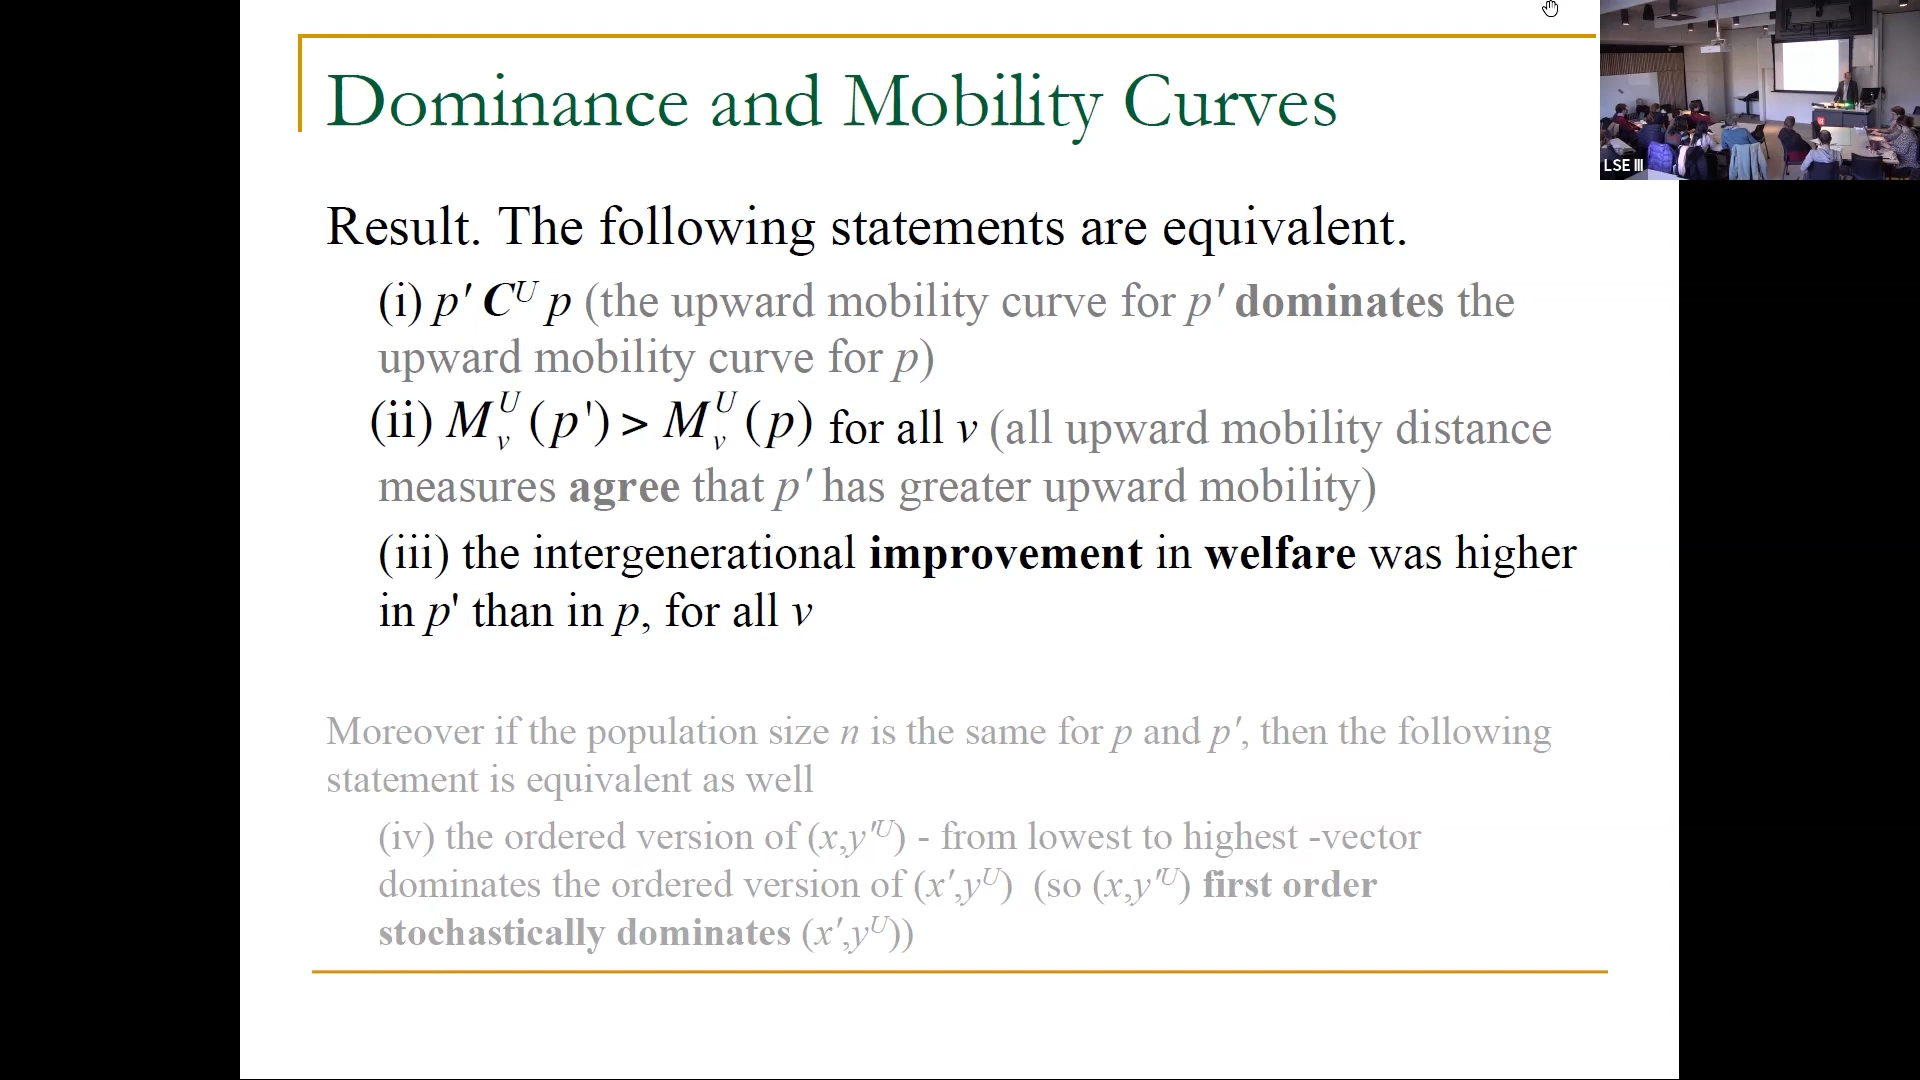 Dominance and Mobility Curves
LSE III
Result. The following statements are equivalent.
(i) p' Cᵁ p (the upward mobility curve for p' dominates the
upward mobility curve for p)
(ii) M_v^U (p') > M_v^U (p) for all v (all upward mobility distance
measures agree that p' has greater upward mobility)
(iii) the intergenerational improvement in welfare was higher
in p' than in p, for all v
Moreover if the population size n is the same for p and p', then the following
statement is equivalent as well
(iv) the ordered version of (x,y'ᵁ) - from lowest to highest -vector
dominates the ordered version of (x',yᵁ) (so (x,y'ᵁ) first order
stochastically dominates (x',yᵁ))